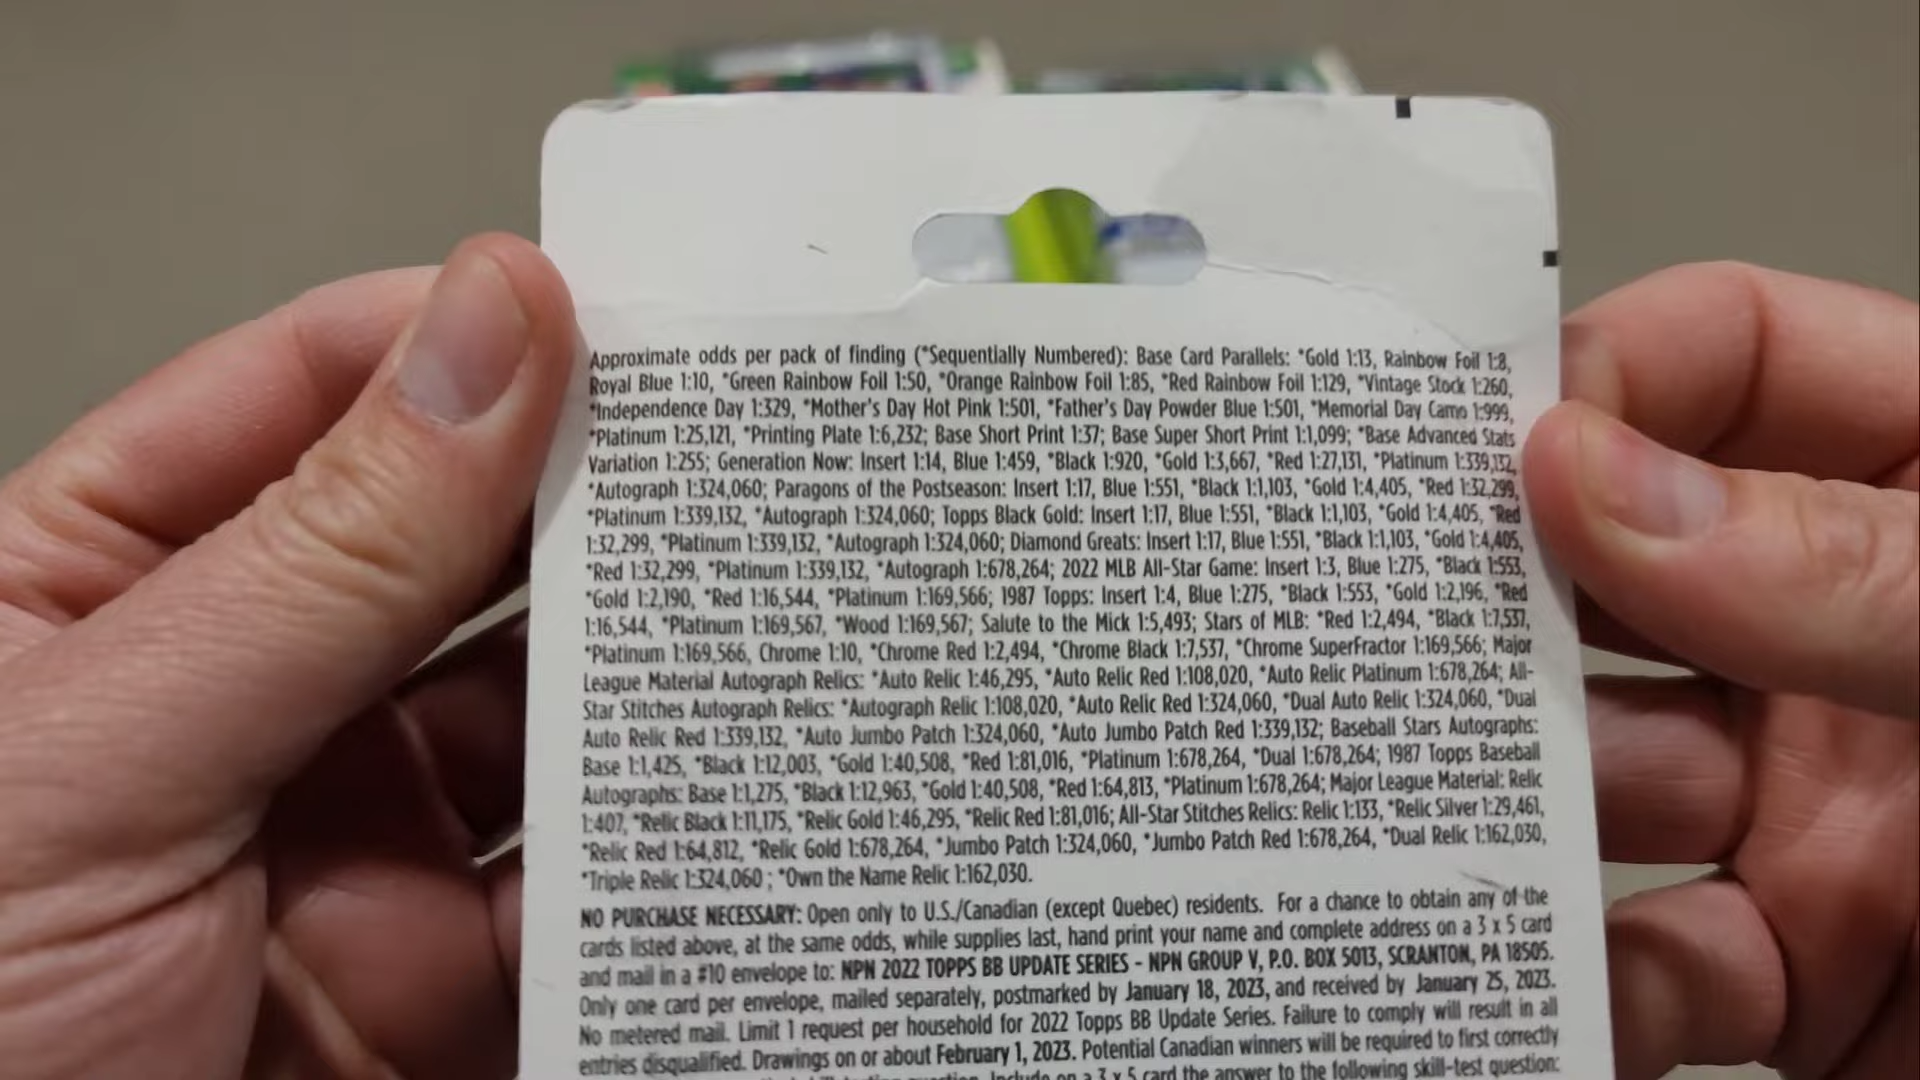 Approximate odds per pack of finding (*Sequentially Numbered): Base Card Parallels: *Gold 1:13, Rainbow Foil 1:8,
Royal Blue 1:10, *Green Rainbow Foil 1:50, *Orange Rainbow Foil 1:85, *Red Rainbow Foil 1:129, *Vintage Stock 1:260,
*Independence Day 1:329, *Mother's Day Hot Pink 1:501, *Father's Day Powder Blue 1:501, *Memorial Day Camo 1:999,
*Platinum 1:25,121, *Printing Plate 1:6,232; Base Short Print 1:37; Base Super Short Print 1:1,099; *Base Advanced Stats
Variation 1:255; Generation Now: Insert 1:14, Blue 1:459, *Black 1:920, *Gold 1:3,667, *Red 1:27,131, *Platinum 1:339,132,
*Autograph 1:324,060; Paragons of the Postseason: Insert 1:17, Blue 1:551, *Black 1:1,103, *Gold 1:4,405, *Red 1:32,299,
*Platinum 1:339,132, *Autograph 1:324,060; Topps Black Gold: Insert 1:17, Blue 1:551, *Black 1:1,103, *Gold 1:4,405, *Red
1:32,299, *Platinum 1:339,132, *Autograph 1:324,060; Diamond Greats: Insert 1:17, Blue 1:551, *Black 1:1,103, *Gold 1:4,405,
*Red 1:32,299, *Platinum 1:339,132, *Autograph 1:678,264; 2022 MLB All-Star Game: Insert 1:3, Blue 1:275, *Black 1:553,
*Gold 1:2,190, *Red 1:16,544, *Platinum 1:169,566; 1987 Topps: Insert 1:4, Blue 1:275, *Black 1:553, *Gold 1:2,196, *Red
1:16,544, *Platinum 1:169,567, *Wood 1:169,567; Salute to the Mick 1:5,493; Stars of MLB: *Red 1:2,494, *Black 1:7,537,
*Platinum 1:169,566, Chrome 1:10, *Chrome Red 1:2,494, *Chrome Black 1:7,537, *Chrome SuperFractor 1:169,566; Major
League Material Autograph Relics: *Auto Relic 1:46,295, *Auto Relic Red 1:108,020, *Auto Relic Platinum 1:678,264; All-
Star Stitches Autograph Relics: *Autograph Relic 1:108,020, *Auto Relic Red 1:324,060, *Dual Auto Relic 1:324,060, *Dual
Auto Relic Red 1:339,132, *Auto Jumbo Patch 1:324,060, *Auto Jumbo Patch Red 1:339,132; Baseball Stars Autographs:
Base 1:1,425, *Black 1:12,003, *Gold 1:40,508, *Red 1:81,016, *Platinum 1:678,264, *Dual 1:678,264; 1987 Topps Baseball
Autographs: Base 1:1,275, *Black 1:12,963, *Gold 1:40,508, *Red 1:64,813, *Platinum 1:678,264; Major League Material: Relic
1:407, *Relic Black 1:11,175, *Relic Gold 1:46,295, *Relic Red 1:81,016; All-Star Stitches Relics: Relic 1:133, *Relic Silver 1:29,461,
*Relic Red 1:64,812, *Relic Gold 1:678,264, *Jumbo Patch 1:324,060, *Jumbo Patch Red 1:678,264, *Dual Relic 1:162,030,
*Triple Relic 1:324,060 ; *Own the Name Relic 1:162,030.
NO PURCHASE NECESSARY: Open only to U.S./Canadian (except Quebec) residents. For a chance to obtain any of the
cards listed above, at the same odds, while supplies last, hand print your name and complete address on a 3 x 5 card
and mail in a #10 envelope to: NPN 2022 TOPPS BB UPDATE SERIES - NPN GROUP V, P.O. BOX 5013, SCRANTON, PA 18505.
Only one card per envelope, mailed separately, postmarked by January 18, 2023, and received by January 25, 2023.
No metered mail. Limit 1 request per household for 2022 Topps BB Update Series. Failure to comply will result in all
entries disqualified. Drawings on or about February 1, 2023. Potential Canadian winners will be required to first correctly
question. Include on a 3 x 5 card the answer to the following skill-test question: